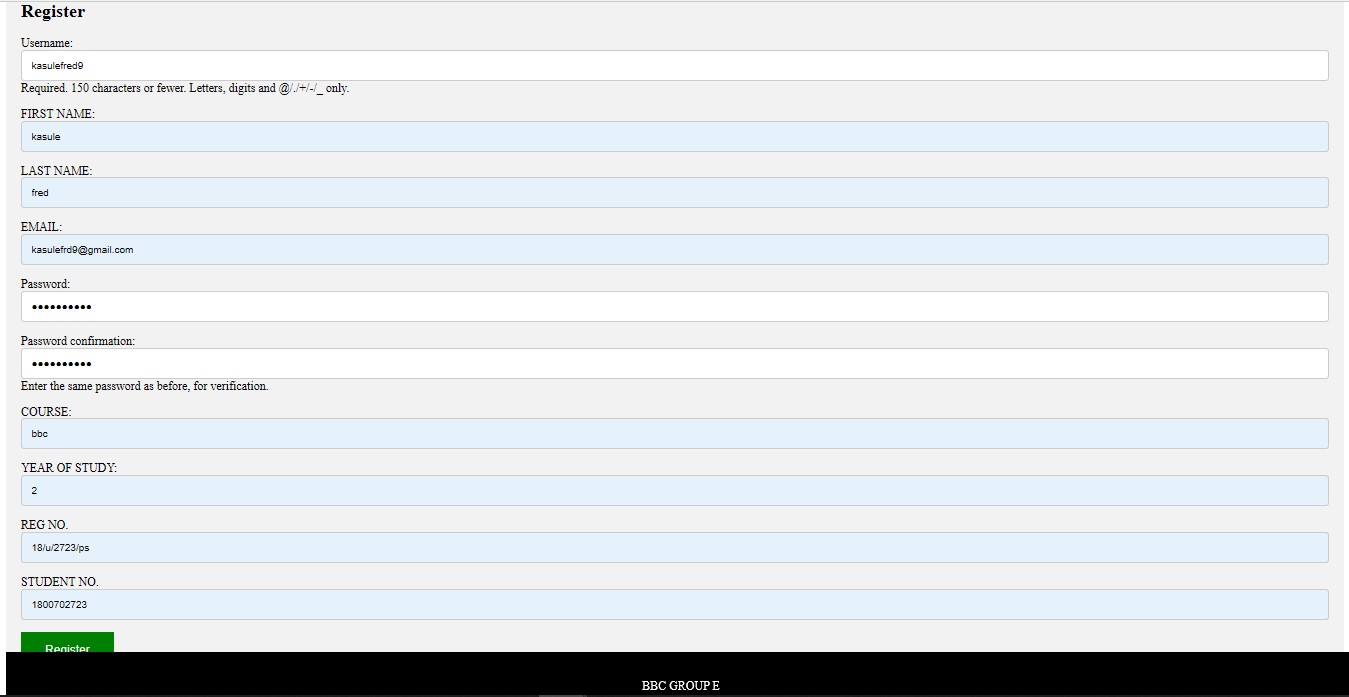 Register
Username:
kasulefred9
Required. 150 characters or fewer. Letters, digits and @/./+/-/_ only.
FIRST NAME:
kasule
LAST NAME:
fred
EMAIL:
kasulefrd9@gmail.com
Password:
••••••••••
Password confirmation:
••••••••••
Enter the same password as before, for verification.
COURSE:
bbc
YEAR OF STUDY:
2
REG NO.
18/u/2723/ps
STUDENT NO.
1800702723
Register
BBC GROUP E